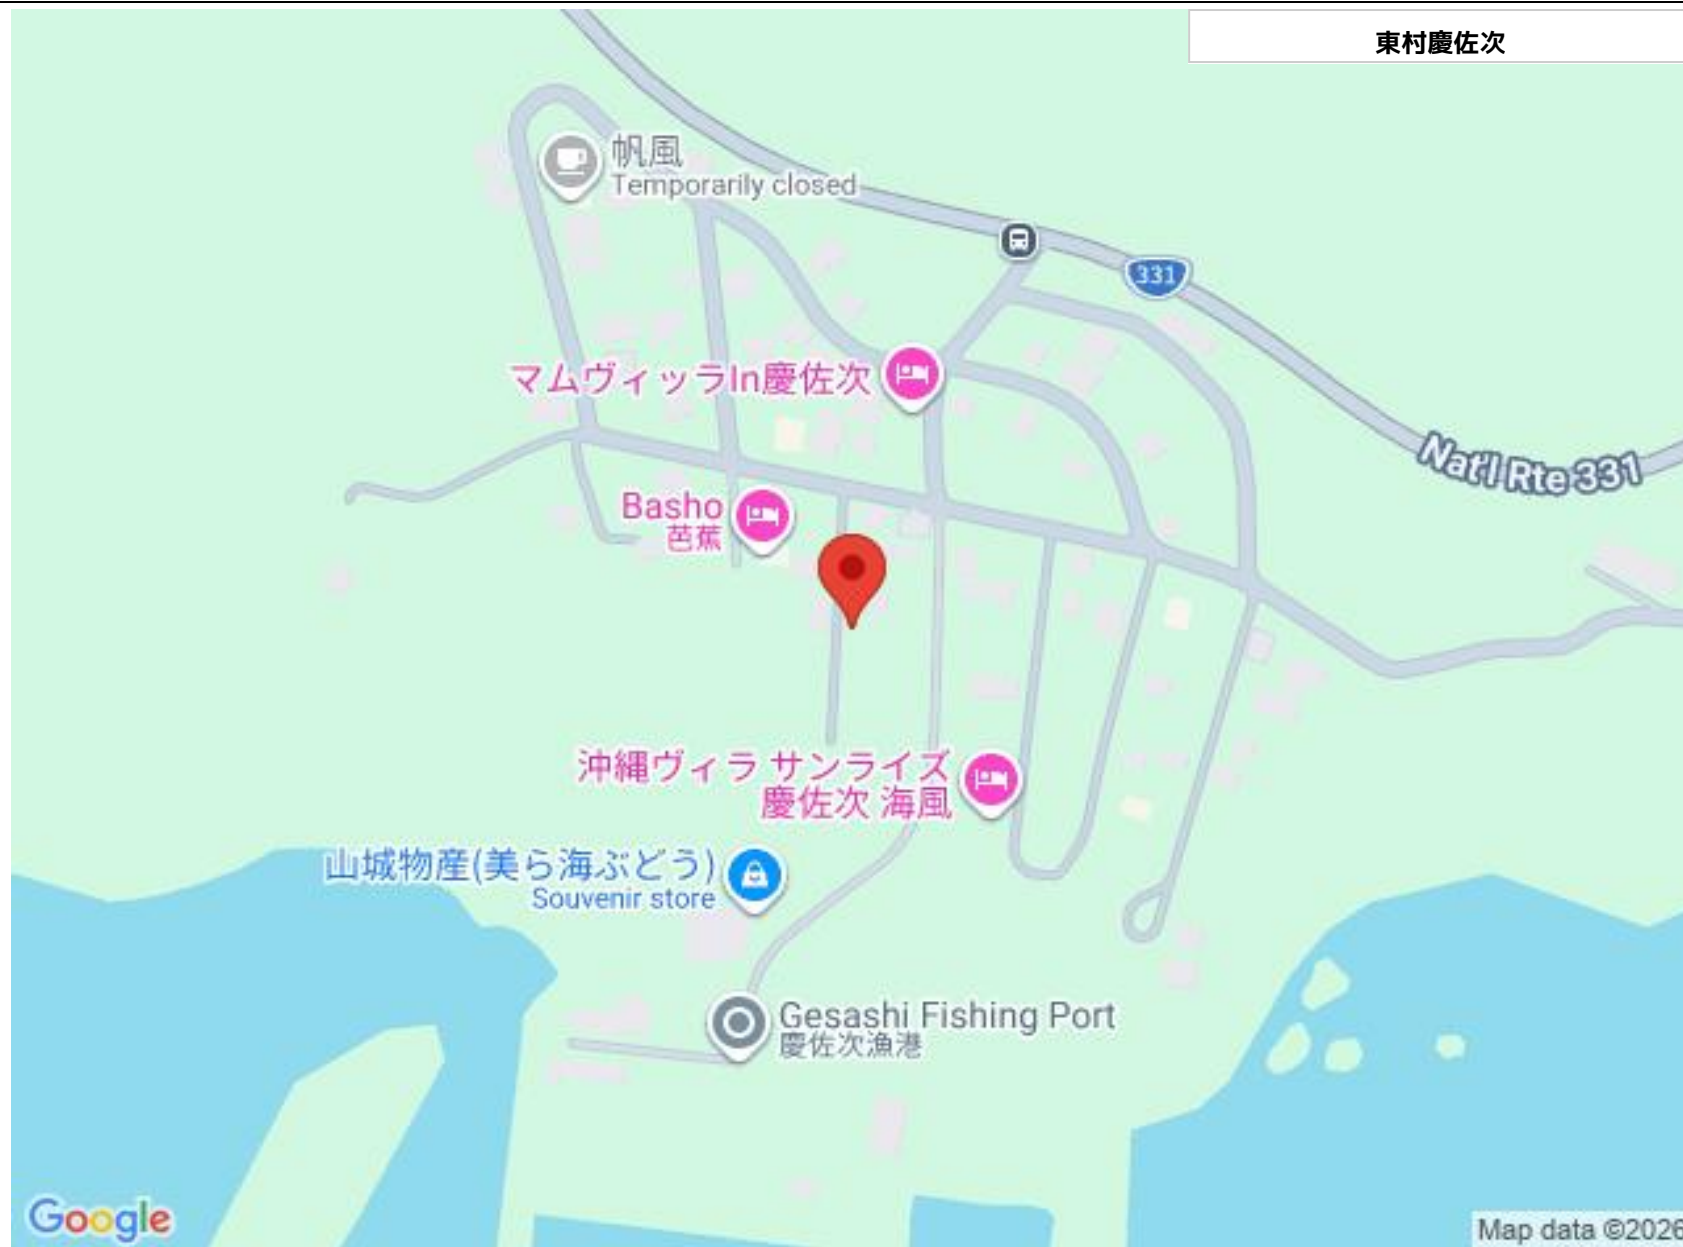 東村慶佐次
帆風
Temporarily closed
331
マムヴィッラIn慶佐次
Nat'l Rte 331
Basho
芭蕉
沖縄ヴィラ サンライズ
慶佐次 海風
山城物産(美ら海ぶどう)
Souvenir store
Gesashi Fishing Port
慶佐次漁港
Google
Map data ©2026